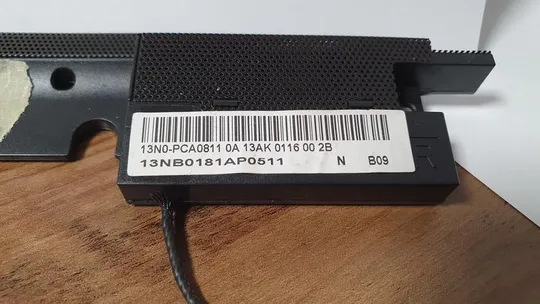 13N0-PCA0811 0A 13AK 0116 00 2B
13NB0181AP0511 N B09
R